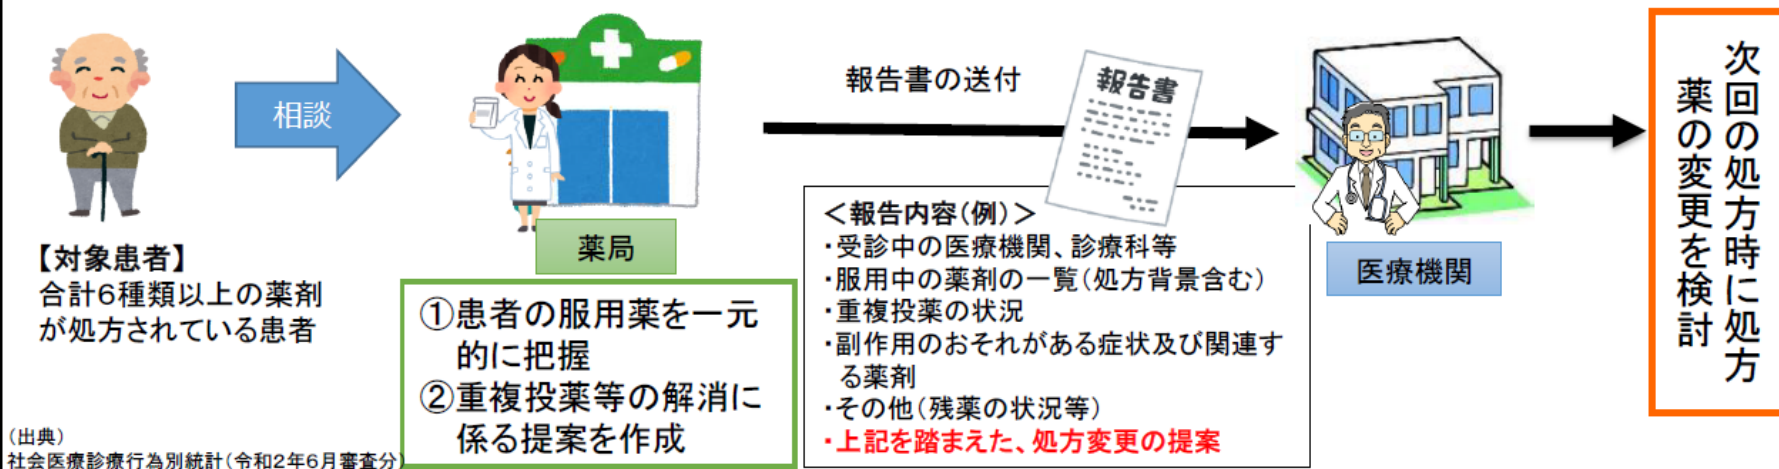 相談
【対象患者】
合計6種類以上の薬剤
が処方されている患者
(出典)
社会医療診療行為別統計(令和2年6月審査分)
薬局
①患者の服用薬を一元
的に把握
②重複投薬等の解消に
係る提案を作成
報告書の送付
報告書
＜報告内容(例)＞
・受診中の医療機関、診療科等
・服用中の薬剤の一覧(処方背景含む)
・重複投薬の状況
・副作用のおそれがある症状及び関連す
る薬剤
・その他(残薬の状況等)
・上記を踏まえた、処方変更の提案
医療機関
次回の処方時に処方
薬の変更を検討